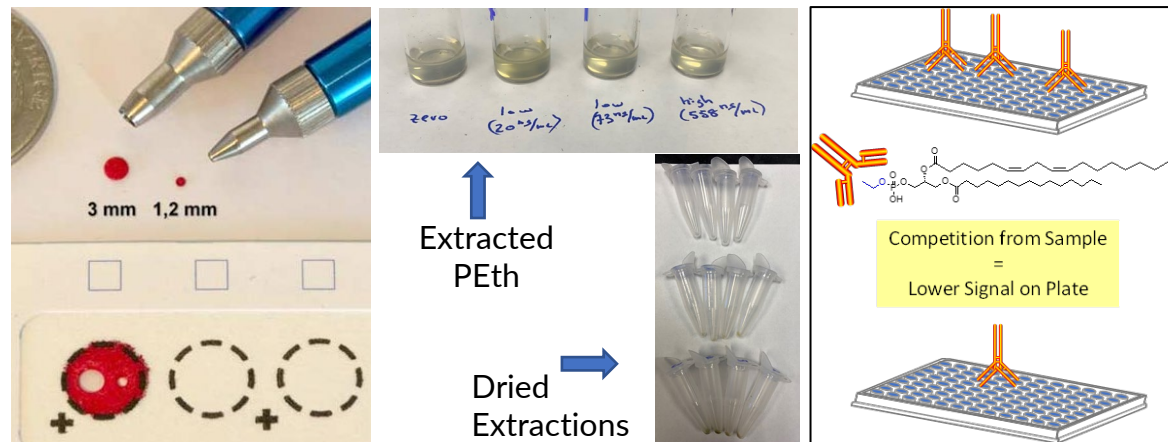 3 mm
1,2 mm
zero
low
(20 ng/mL)
low
(73 ng/mL)
high
(558 ng/mL)
Extracted
PEth
Dried
Extractions
O
O
O
O P O
O
OH
O
Competition from Sample
=
Lower Signal on Plate